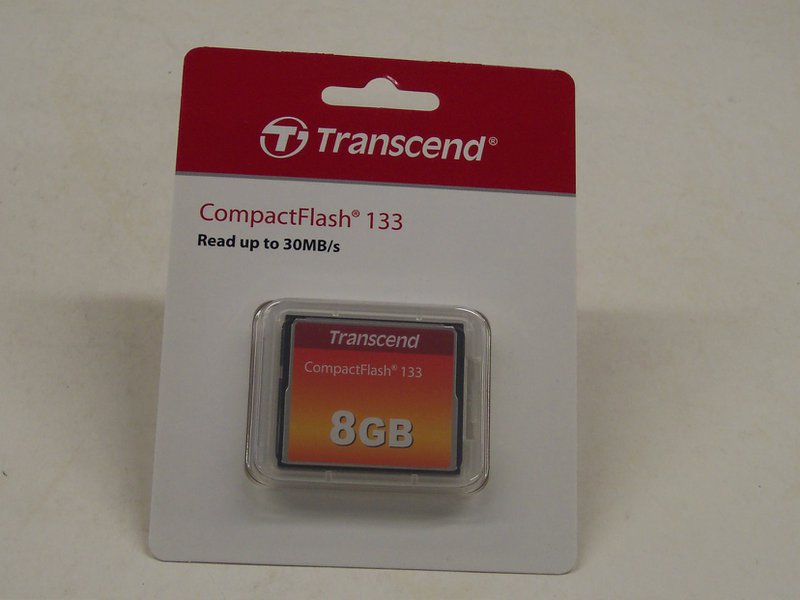 Transcend®
CompactFlash® 133
Read up to 30MB/s
Transcend
CompactFlash® 133
8GB